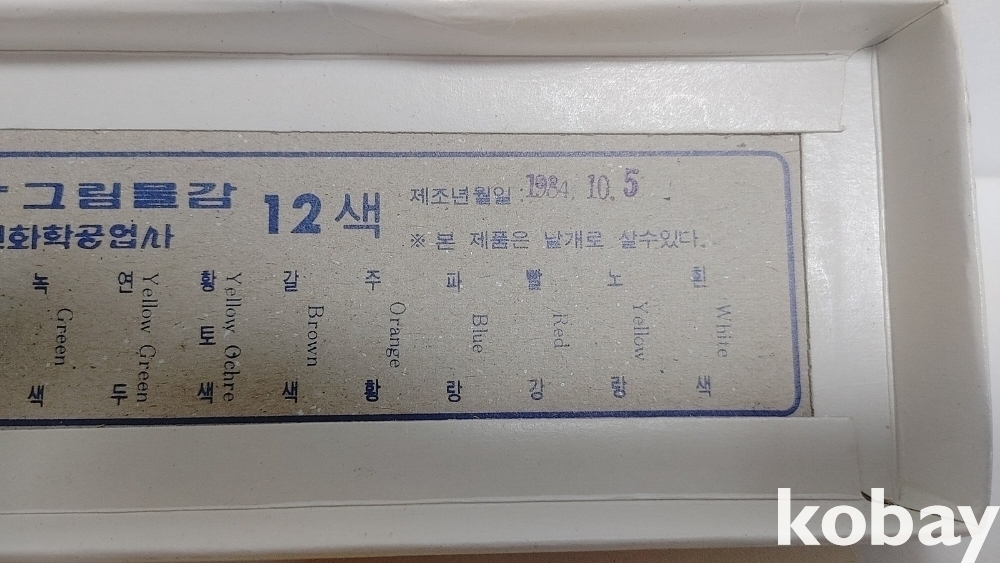 그림물감 12색
화학공업사
제조년월일 1984. 10. 5
※ 본 제품은 낱개로 살수있다.
녹색 Green
연두 Yellow Green
황토색 Yellow Ochre
갈색 Brown
주황 Orange
파랑 Blue
빨강 Red
노랑 Yellow
흰색 White
kobay